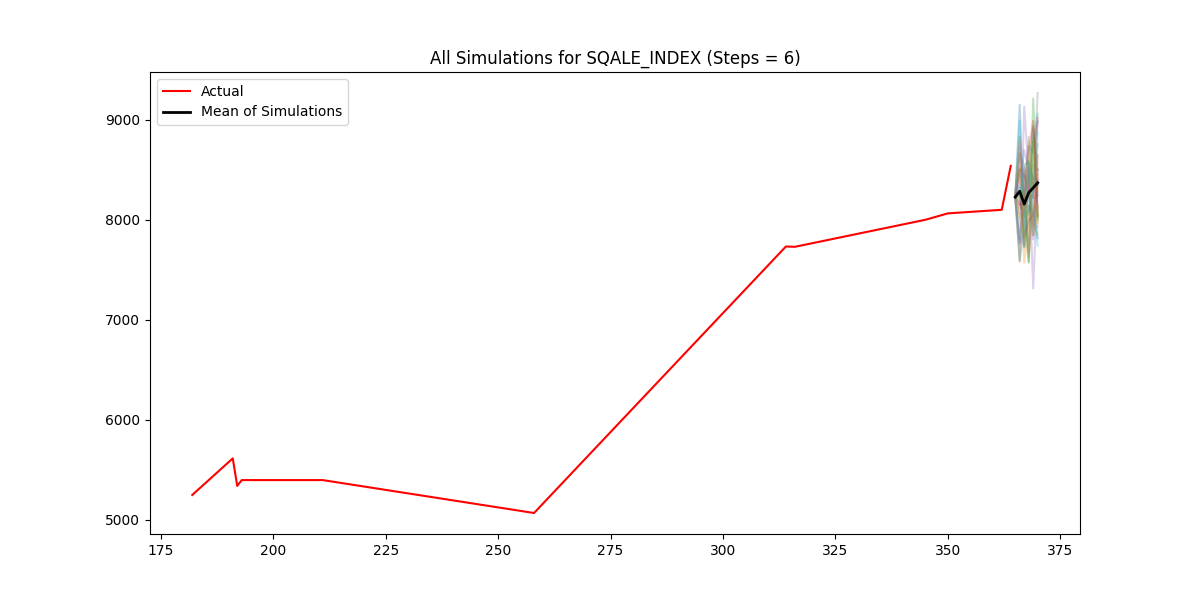 All Simulations for SQALE_INDEX (Steps = 6)
Actual
Mean of Simulations
9000
8000
7000
6000
5000
175 200 225 250 275 300 325 350 375